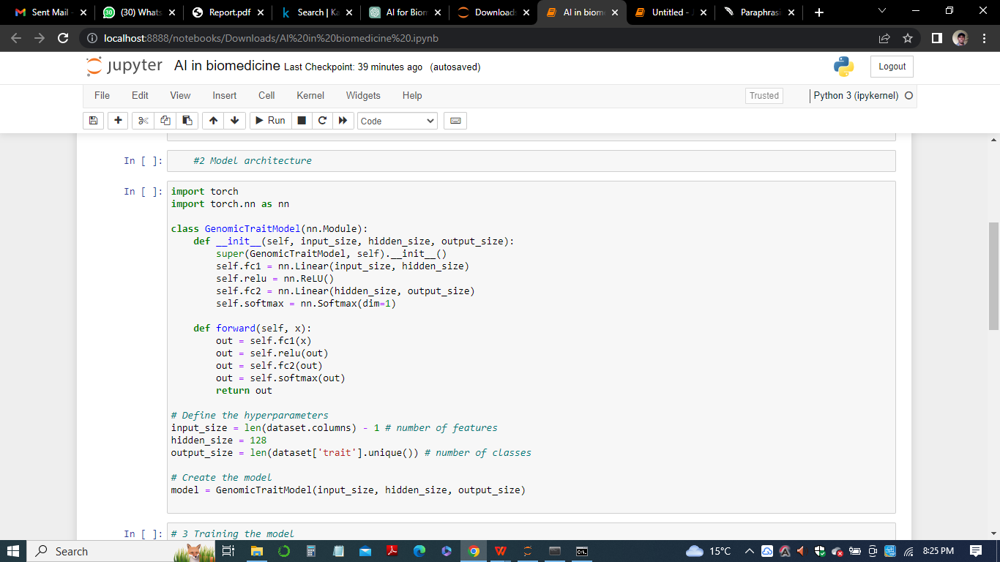 Sent Mail
(30) Whats
Report.pdf
Search | Ka
AI for Biom
Download
AI in biom
Untitled -
Paraphrasi
localhost:8888/notebooks/Downloads/AI%20in%20biomedicine%20.ipynb
jupyter AI in biomedicine Last Checkpoint: 39 minutes ago (autosaved)
Logout
File Edit View Insert Cell Kernel Widgets Help
Trusted
Python 3 (ipykernel)
Run
Code
In [ ]: #2 Model architecture
In [ ]: import torch
import torch.nn as nn
class GenomicTraitModel(nn.Module):
    def __init__(self, input_size, hidden_size, output_size):
        super(GenomicTraitModel, self).__init__()
        self.fc1 = nn.Linear(input_size, hidden_size)
        self.relu = nn.ReLU()
        self.fc2 = nn.Linear(hidden_size, output_size)
        self.softmax = nn.Softmax(dim=1)
    def forward(self, x):
        out = self.fc1(x)
        out = self.relu(out)
        out = self.fc2(out)
        out = self.softmax(out)
        return out
# Define the hyperparameters
input_size = len(dataset.columns) - 1 # number of features
hidden_size = 128
output_size = len(dataset['trait'].unique()) # number of classes
# Create the model
model = GenomicTraitModel(input_size, hidden_size, output_size)
In [ ]: # 3 Training the model
Search
15°C
8:25 PM